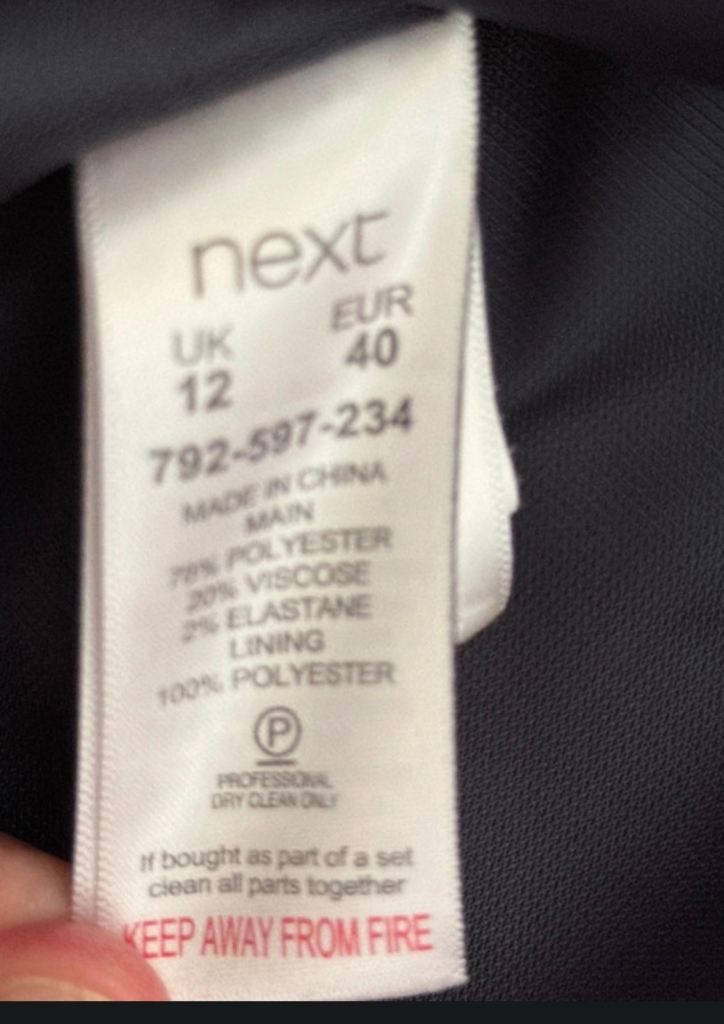 next
UK EUR
12 40
792-597-234
MADE IN CHINA
MAIN
78% POLYESTER
20% VISCOSE
2% ELASTANE
LINING
100% POLYESTER
P
PROFESSIONAL
DRY CLEAN ONLY
If bought as part of a set
clean all parts together
KEEP AWAY FROM FIRE